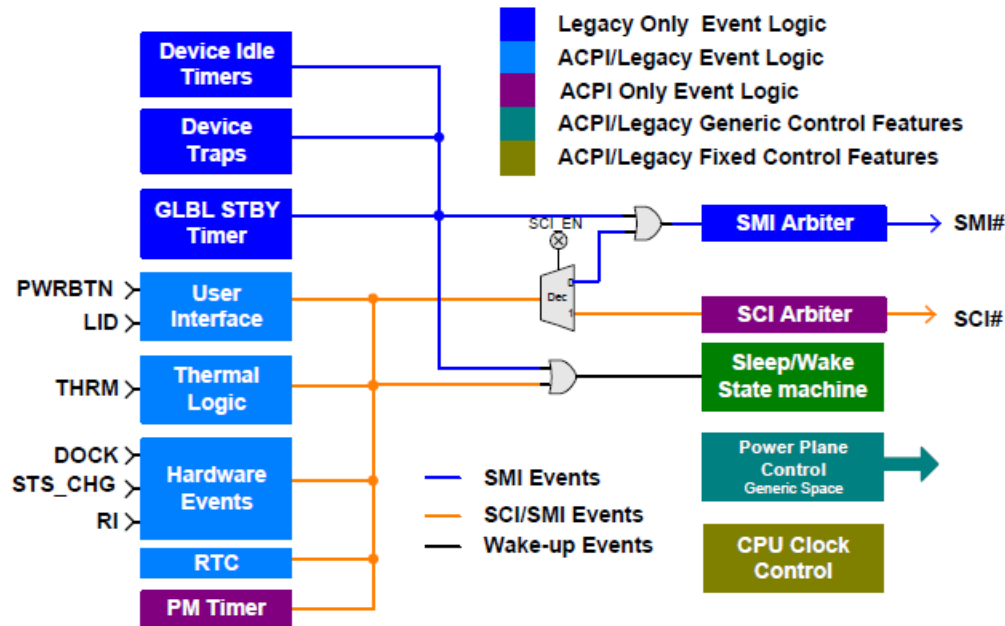 Device Idle
Timers
Device
Traps
GLBL STBY
Timer
PWRBTN
LID
User
Interface
THRM
Thermal
Logic
DOCK
STS_CHG
RI
Hardware
Events
RTC
PM Timer
Legacy Only Event Logic
ACPI/Legacy Event Logic
ACPI Only Event Logic
ACPI/Legacy Generic Control Features
ACPI/Legacy Fixed Control Features
SCI_EN
Dec
0
1
SMI Arbiter
SMI#
SCI Arbiter
SCI#
Sleep/Wake
State machine
Power Plane
Control
Generic Space
CPU Clock
Control
SMI Events
SCI/SMI Events
Wake-up Events